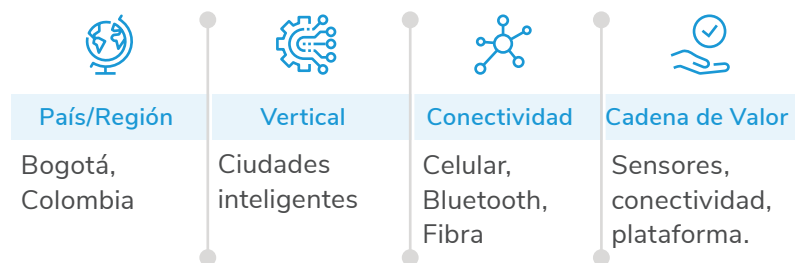 País/Región
Bogotá,
Colombia
Vertical
Ciudades
inteligentes
Conectividad
Celular,
Bluetooth,
Fibra
Cadena de Valor
Sensores,
conectividad,
plataforma.